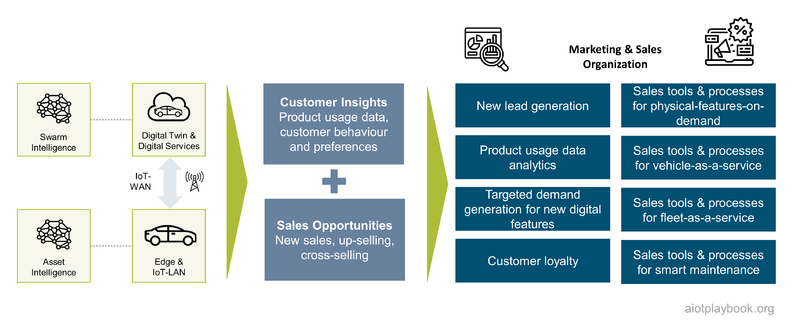 Marketing & Sales
Organization
Swarm
Intelligence
Digital Twin &
Digital Services
IoT-
WAN
Asset
Intelligence
Edge &
IoT-LAN
Customer Insights
Product usage data,
customer behaviour
and preferences
Sales Opportunities
New sales, up-selling,
cross-selling
New lead generation
Product usage data
analytics
Targeted demand
generation for new digital
features
Customer loyalty
Sales tools & processes
for physical-features-on-
demand
Sales tools & processes
for vehicle-as-a-service
Sales tools & processes
for fleet-as-a-service
Sales tools & processes
for smart maintenance
aiotplaybook.org